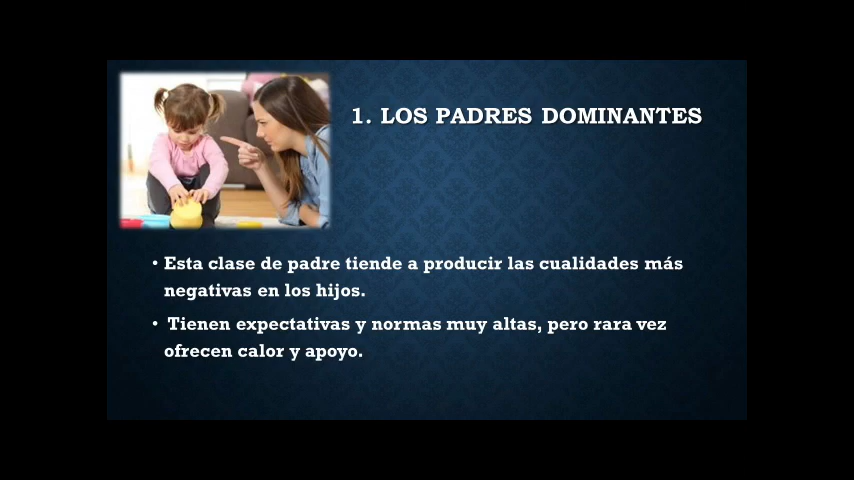 1. LOS PADRES DOMINANTES
• Esta clase de padre tiende a producir las cualidades más
negativas en los hijos.
• Tienen expectativas y normas muy altas, pero rara vez
ofrecen calor y apoyo.